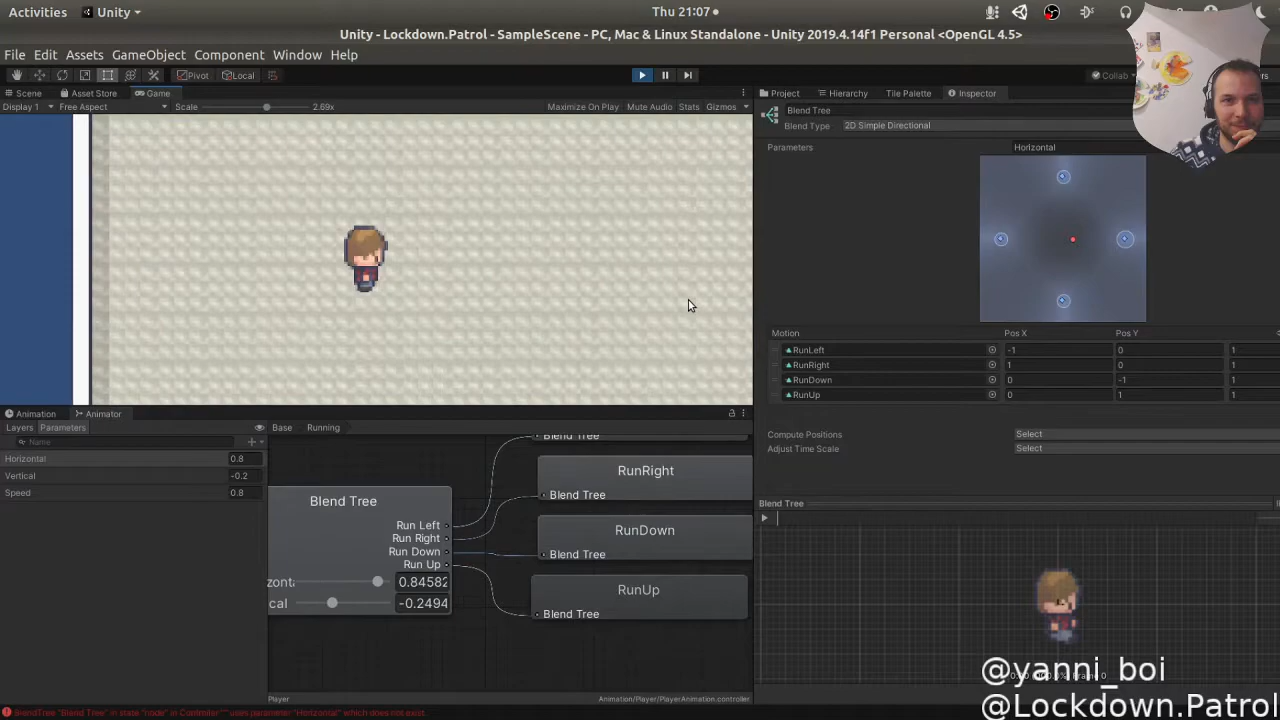 Activities Unity Thu 21:07
Unity - Lockdown.Patrol - SampleScene - PC, Mac & Linux Standalone - Unity 2019.4.14f1 Personal <OpenGL 4.5>
File Edit Assets GameObject Component Window Help
Pivot Local Collab
Scene Asset Store Game Project Hierarchy Tile Palette Inspector
Display 1 Free Aspect Scale 2.69x Maximize On Play Mute Audio Stats Gizmos
Blend Tree
Blend Type 2D Simple Directional
Parameters Horizontal
Motion Pos X Pos Y
RunLeft -1 0 1
RunRight 1 0 1
RunDown 0 -1 1
RunUp 0 1 1
Compute Positions Select
Adjust Time Scale Select
Animation Animator
Layers Parameters Base Running
Name
Horizontal 0.8
Vertical -0.2
Speed 0.8
Blend Tree
Run Left
Run Right
Run Down
Run Up
0.84582
-0.2494
Blend Tree
RunRight
Blend Tree
RunDown
Blend Tree
RunUp
Blend Tree
Player Animation/Player/PlayerAnimation.controller
Blend Tree
@yanni_boi
@Lockdown.Patrol
BlendTree "Blend Tree" in state "node" in Controller "" uses parameter "Horizontal" which does not exist.